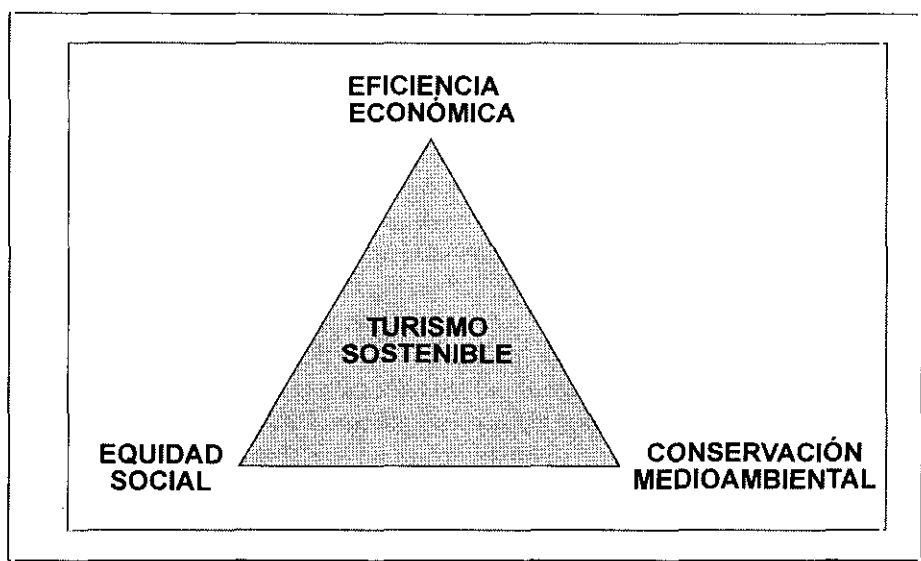 EFICIENCIA
ECONÓMICA
TURISMO
SOSTENIBLE
EQUIDAD
SOCIAL
CONSERVACIÓN
MEDIOAMBIENTAL